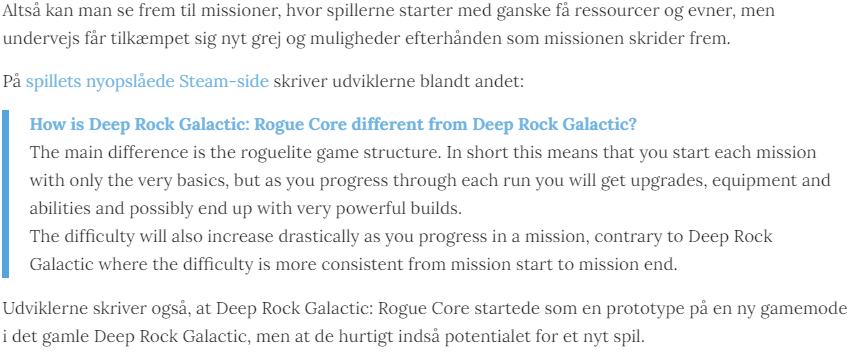 Altså kan man se frem til missioner, hvor spillerne starter med ganske få ressourcer og evner, men
undervejs får tilkæmpet sig nyt grej og muligheder efterhånden som missionen skrider frem.
På spillets nyopslåede Steam-side skriver udviklerne blandt andet:
How is Deep Rock Galactic: Rogue Core different from Deep Rock Galactic?
The main difference is the roguelite game structure. In short this means that you start each mission
with only the very basics, but as you progress through each run you will get upgrades, equipment and
abilities and possibly end up with very powerful builds.
The difficulty will also increase drastically as you progress in a mission, contrary to Deep Rock
Galactic where the difficulty is more consistent from mission start to mission end.
Udviklerne skriver også, at Deep Rock Galactic: Rogue Core startede som en prototype på en ny gamemode
i det gamle Deep Rock Galactic, men at de hurtigt indså potentialet for et nyt spil.